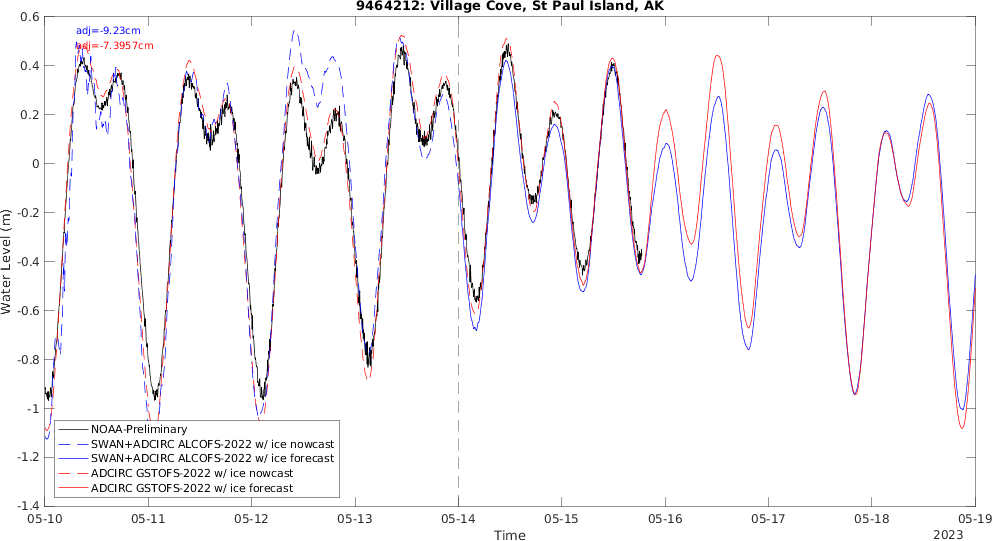 9464212: Village Cove, St Paul Island, AK
adj=-9.23cm
adj=-7.3957cm
Water Level (m)
0.6
0.4
0.2
0
-0.2
-0.4
-0.6
-0.8
-1
-1.2
-1.4
NOAA-Preliminary
SWAN+ADCIRC ALCOFS-2022 w/ ice nowcast
SWAN+ADCIRC ALCOFS-2022 w/ ice forecast
ADCIRC GSTOFS-2022 w/ ice nowcast
ADCIRC GSTOFS-2022 w/ ice forecast
05-10 05-11 05-12 05-13 05-14 05-15 05-16 05-17 05-18 05-19
2023
Time